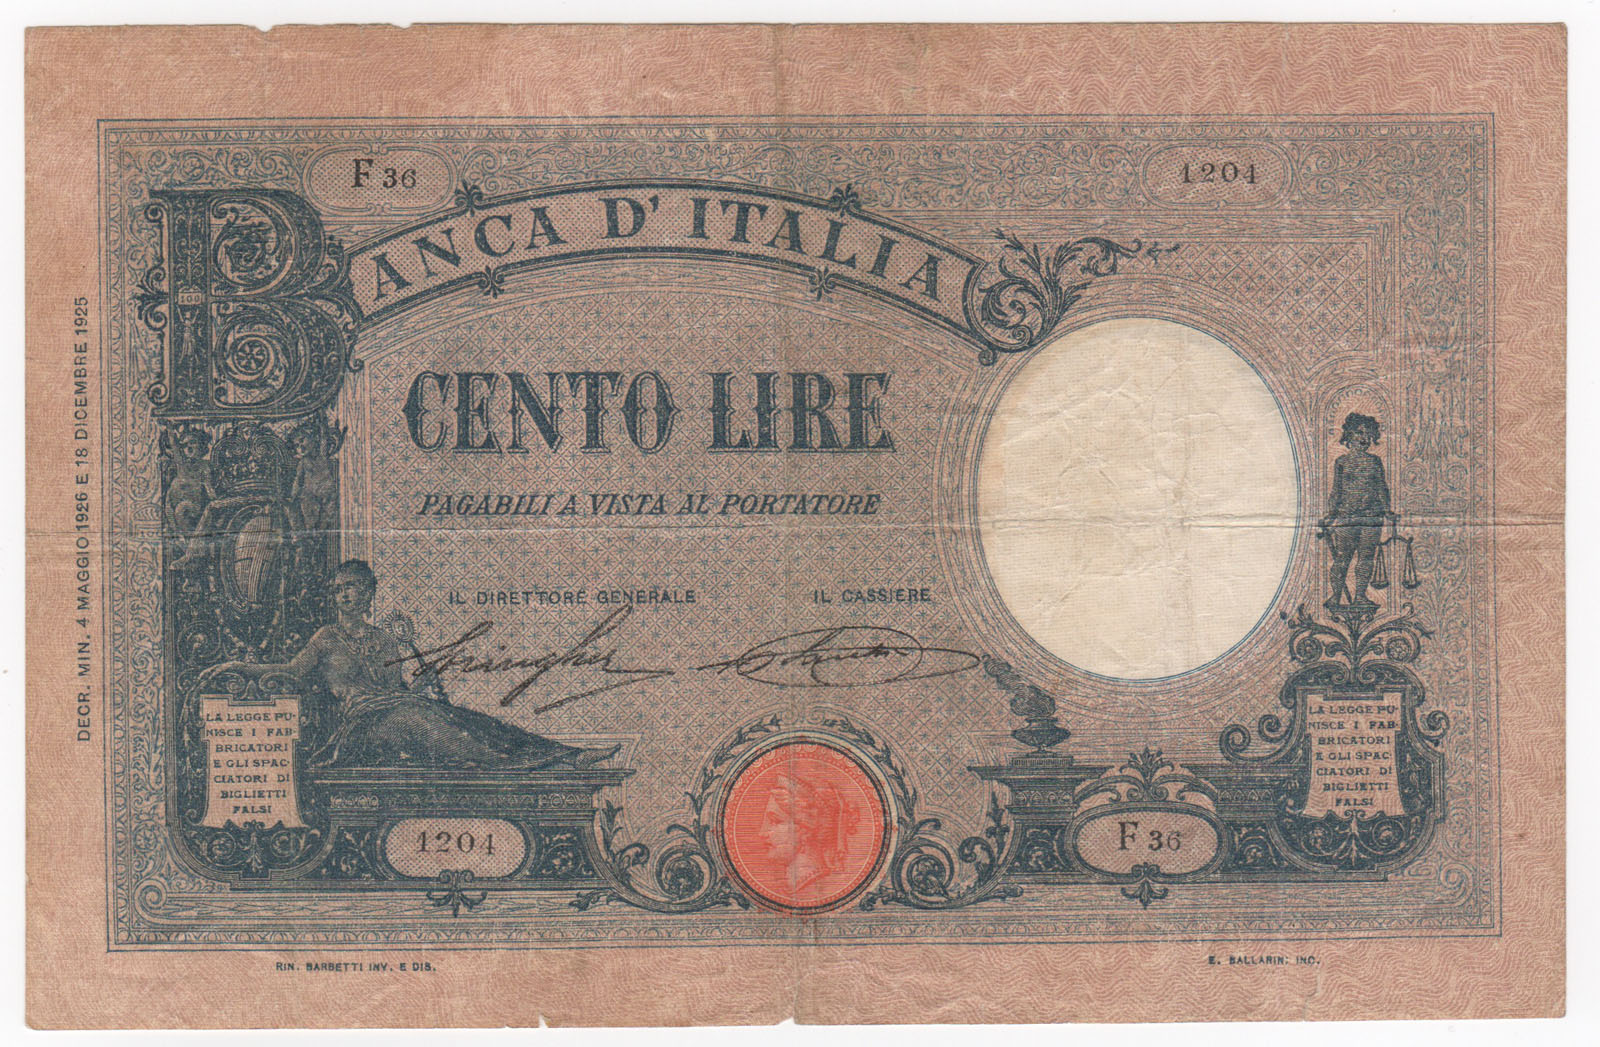 F 36
1204
BANCA D'ITALIA
100
CENTO LIRE
PAGABILI A VISTA AL PORTATORE
IL DIRETTORE GENERALE
IL CASSIERE
DECR. MIN. 4 MAGGIO 1926 E 18 DICEMBRE 1925
LA LEGGE PU-
NISCE I FAB-
BRICATORI
E GLI SPAC-
CIATORI DI
BIGLIETTI
FALSI
LA LEGGE PU-
NISCE I FAB-
BRICATORI
E GLI SPAC-
CIATORI DI
BIGLIETTI
FALSI
1204
F 36
RIN. BARBETTI INV. E DIS.
E. BALLARIN: INC.